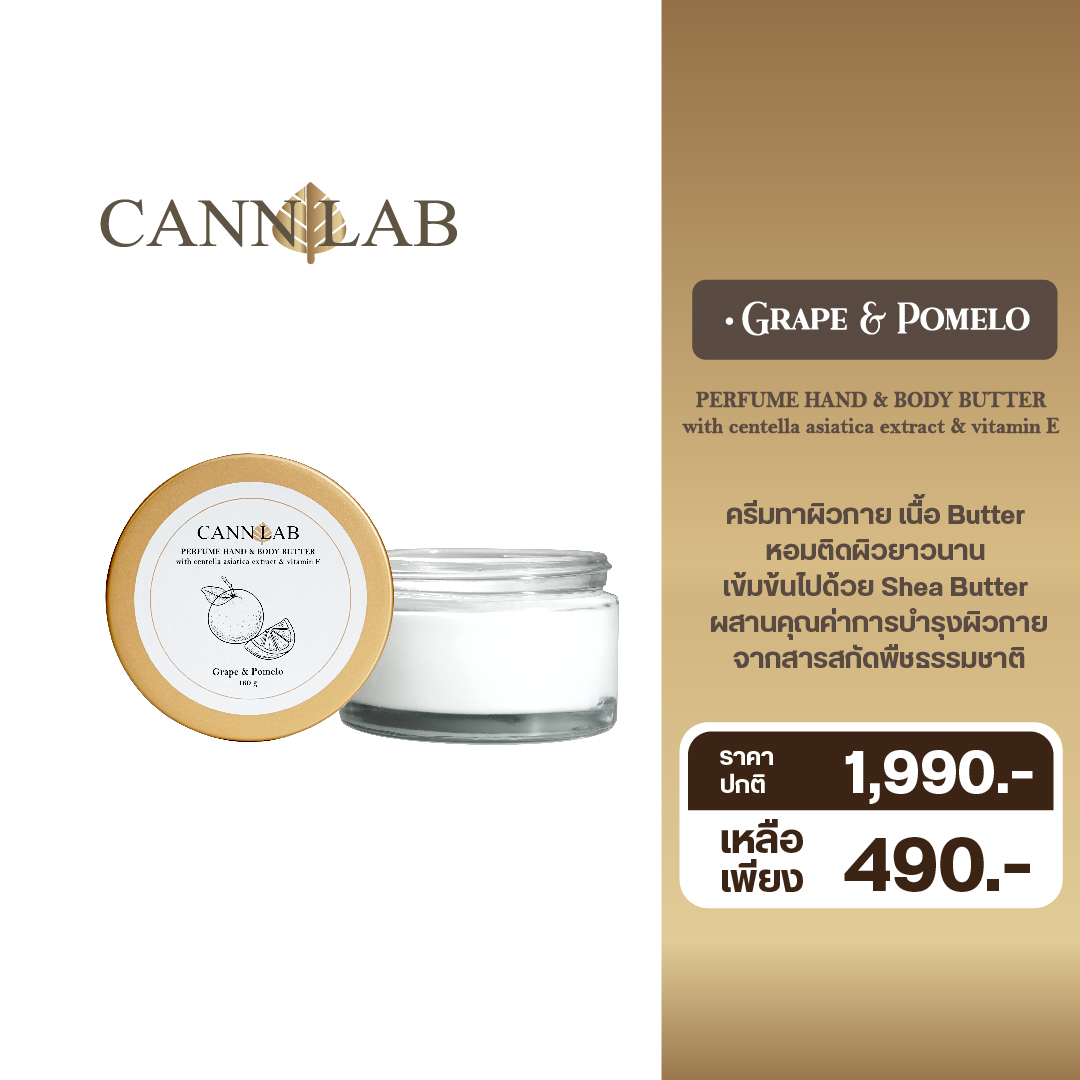 CANN LAB
• GRAPE & POMELO
PERFUME HAND & BODY BUTTER
with centella asiatica extract & vitamin E
ครีมทาผิวกาย เนื้อ Butter
หอมติดผิวยาวนาน
เข้มข้นไปด้วย Shea Butter
ผสานคุณค่าการบำรุงผิวกาย
จากสารสกัดพืชธรรมชาติ
ราคา
ปกติ
1,990.-
เหลือ
เพียง
490.-
CANN LAB
PERFUME HAND & BODY BUTTER
with centella asiatica extract & vitamin E
Grape & Pomelo
160 g